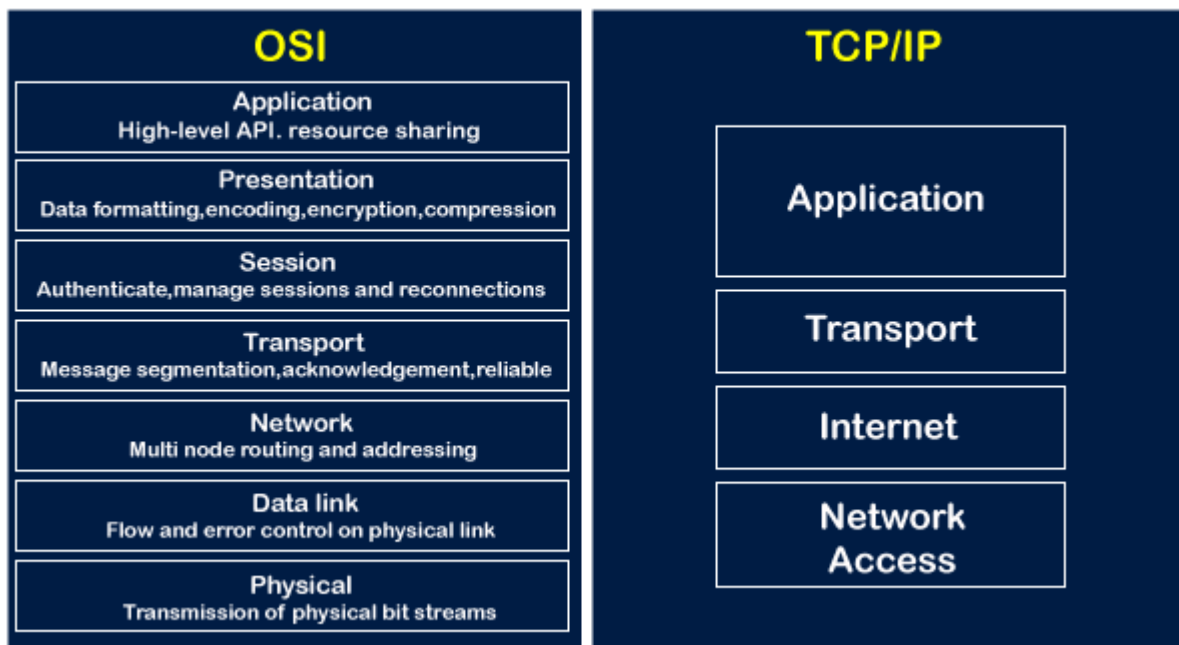 OSI
Application
High-level API. resource sharing
Presentation
Data formatting,encoding,encryption,compression
Session
Authenticate,manage sessions and reconnections
Transport
Message segmentation,acknowledgement,reliable
Network
Multi node routing and addressing
Data link
Flow and error control on physical link
Physical
Transmission of physical bit streams
TCP/IP
Application
Transport
Internet
Network
Access